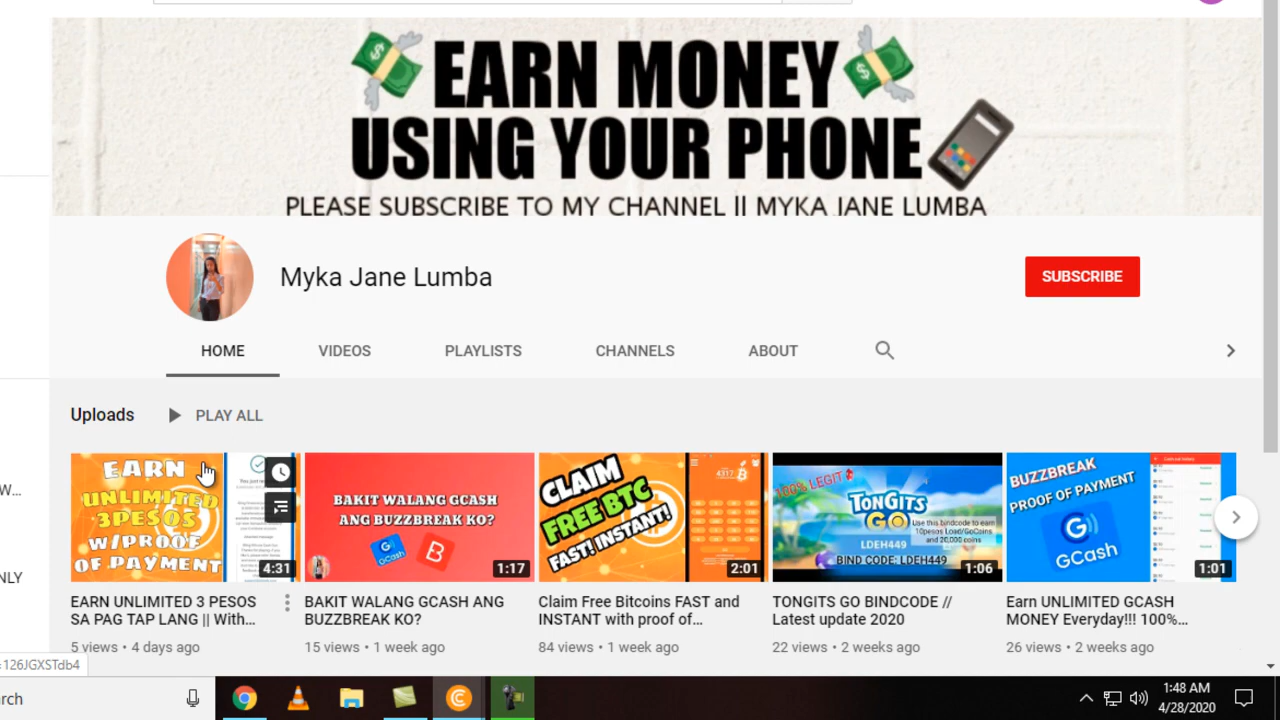 EARN MONEY
USING YOUR PHONE
PLEASE SUBSCRIBE TO MY CHANNEL || MYKA JANE LUMBA
Myka Jane Lumba
SUBSCRIBE
HOME VIDEOS PLAYLISTS CHANNELS ABOUT
Uploads PLAY ALL
EARN
UNLIMITED
3PESOS
W/PROOF
OF PAYMENT
4:31
BAKIT WALANG GCASH
ANG BUZZBREAK KO?
GCash
1:17
CLAIM
FREE BTC
FAST! INSTANT!
4317
2:01
100% LEGIT
TONGITS
GO
Use this bindcode to earn
10pesos Load/GoCoins
and 20,000 coins
LDEH449
BIND CODE: LDEH449
1:06
BUZZBREAK
PROOF OF PAYMENT
GCash
1:01
W...
NLY
EARN UNLIMITED 3 PESOS
SA PAG TAP LANG || With...
5 views • 4 days ago
BAKIT WALANG GCASH ANG
BUZZBREAK KO?
15 views • 1 week ago
Claim Free Bitcoins FAST and
INSTANT with proof of...
84 views • 1 week ago
TONGITS GO BINDCODE //
Latest update 2020
22 views • 2 weeks ago
Earn UNLIMITED GCASH
MONEY Everyday!!! 100%...
26 views • 2 weeks ago
=126JGXSTdb4
rch
1:48 AM
4/28/2020